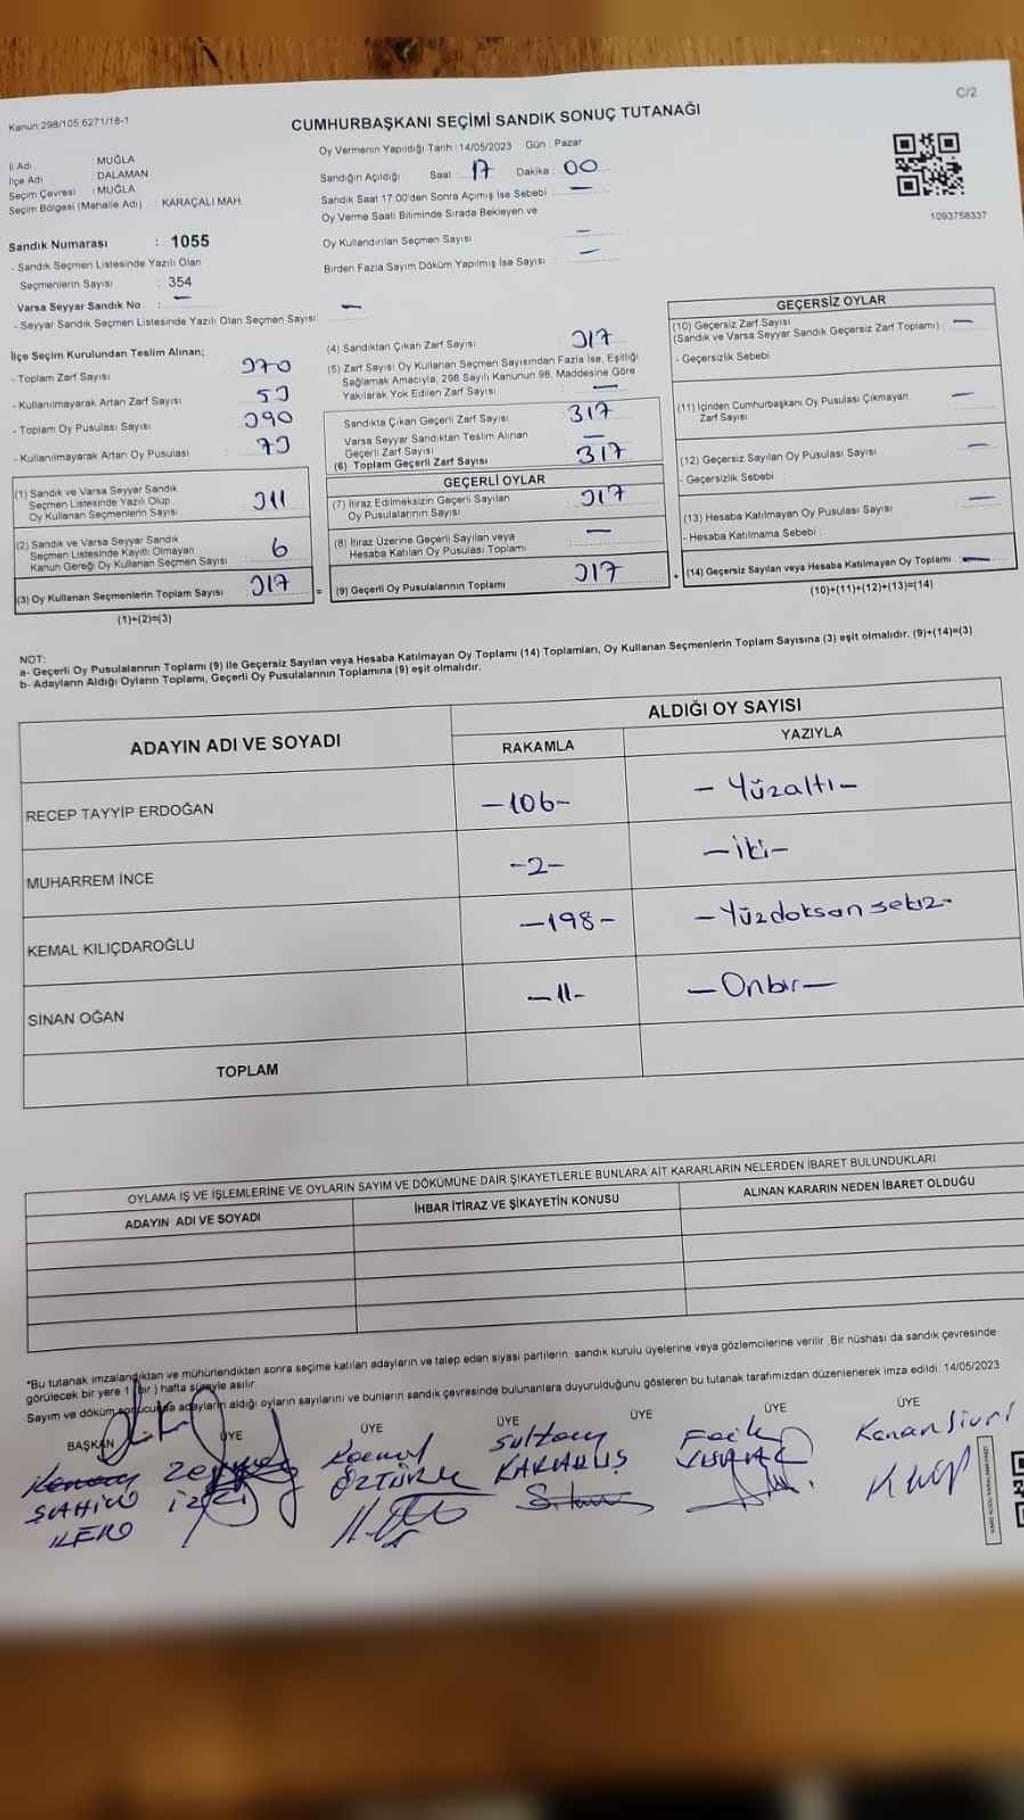 C/2
Kanun:298/105;6271/18-1
CUMHURBAŞKANI SEÇİMİ SANDIK SONUÇ TUTANAĞI
İl Adı : MUĞLA
İlçe Adı : DALAMAN
Seçim Çevresi : MUĞLA
Seçim Bölgesi (Mahalle Adı) : KARAÇALI MAH.
Oy Vermenin Yapıldığı Tarih :14/05/2023 Gün : Pazar
Sandığın Açıldığı Saat 17 Dakika 00
Sandık Saat 17:00'den Sonra Açılmış İse Sebebi —
Oy Verme Saati Bitiminde Sırada Bekleyen ve
Oy Kullandırılan Seçmen Sayısı —
Birden Fazla Sayım Döküm Yapılmış İse Sayısı —
1093758337
Sandık Numarası : 1055
- Sandık Seçmen Listesinde Yazılı Olan
Seçmenlerin Sayısı : 354
Varsa Seyyar Sandık No : —
- Seyyar Sandık Seçmen Listesinde Yazılı Olan Seçmen Sayısı: —
İlçe Seçim Kurulundan Teslim Alınan;
- Toplam Zarf Sayısı 370
- Kullanılmayarak Artan Zarf Sayısı 53
- Toplam Oy Pusulası Sayısı 390
- Kullanılmayarak Artan Oy Pusulası : 73
(1) Sandık ve Varsa Seyyar Sandık
Seçmen Listesinde Yazılı Olup
Oy Kullanan Seçmenlerin Sayısı 311
(2) Sandık ve Varsa Seyyar Sandık
Seçmen Listesinde Kayıtlı Olmayan
Kanun Gereği Oy Kullanan Seçmen Sayısı 6
(3) Oy Kullanan Seçmenlerin Toplam Sayısı 317
(1)+(2)=(3)
=
(4) Sandıktan Çıkan Zarf Sayısı 317
(5) Zarf Sayısı Oy Kullanan Seçmen Sayısından Fazla İse, Eşitliği
Sağlamak Amacıyla, 298 Sayılı Kanunun 98. Maddesine Göre
Yakılarak Yok Edilen Zarf Sayısı —
Sandıkta Çıkan Geçerli Zarf Sayısı 317
Varsa Seyyar Sandıktan Teslim Alınan
Geçerli Zarf Sayısı —
(6) Toplam Geçerli Zarf Sayısı 317
GEÇERLİ OYLAR
(7) İtiraz Edilmeksizin Geçerli Sayılan
Oy Pusulalarının Sayısı 317
(8) İtiraz Üzerine Geçerli Sayılan veya
Hesaba Katılan Oy Pusulası Toplamı —
(9) Geçerli Oy Pusulalarının Toplamı 317
+
GEÇERSİZ OYLAR
(10) Geçersiz Zarf Sayısı
(Sandık ve Varsa Seyyar Sandık Geçersiz Zarf Toplamı) —
- Geçersizlik Sebebi
(11) İçinden Cumhurbaşkanı Oy Pusulası Çıkmayan
Zarf Sayısı —
(12) Geçersiz Sayılan Oy Pusulası Sayısı —
- Geçersizlik Sebebi
(13) Hesaba Katılmayan Oy Pusulası Sayısı —
- Hesaba Katılmama Sebebi :
(14) Geçersiz Sayılan veya Hesaba Katılmayan Oy Toplamı —
(10)+(11)+(12)+(13)=(14)
NOT:
a- Geçerli Oy Pusulalarının Toplamı (9) ile Geçersiz Sayılan veya Hesaba Katılmayan Oy Toplamı (14) Toplamları, Oy Kullanan Seçmenlerin Toplam Sayısına (3) eşit olmalıdır. (9)+(14)=(3)
b- Adayların Aldığı Oyların Toplamı, Geçerli Oy Pusulalarının Toplamına (9) eşit olmalıdır.
ADAYIN ADI VE SOYADI
ALDIĞI OY SAYISI
RAKAMLA YAZIYLA
RECEP TAYYİP ERDOĞAN -106- - Yüzaltı -
MUHARREM İNCE -2- -iki-
KEMAL KILIÇDAROĞLU -198- - Yüzdoksan sekiz -
SİNAN OĞAN -11- - Onbir -
TOPLAM
OYLAMA İŞ VE İŞLEMLERİNE VE OYLARIN SAYIM VE DÖKÜMÜNE DAİR ŞİKAYETLERLE BUNLARA AİT KARARLARIN NELERDEN İBARET BULUNDUKLARI
ADAYIN ADI VE SOYADI İHBAR İTİRAZ VE ŞİKAYETİN KONUSU ALINAN KARARIN NEDEN İBARET OLDUĞU
*Bu tutanak imzalandıktan ve mühürlendikten sonra seçime katılan adayların ve talep eden siyasi partilerin sandık kurulu üyelerine veya gözlemcilerine verilir .Bir nüshası da sandık çevresinde
görülecek bir yere 1 ( bir ) hafta süreyle asılır
Sayım ve döküm sonucunda adayların aldığı oyların sayılarını ve bunların sandık çevresinde bulunanlara duyurulduğunu gösteren bu tutanak tarafımızdan düzenlenerek imza edildi. 14/05/2023
BAŞKAN ÜYE ÜYE ÜYE ÜYE ÜYE ÜYE
ÖZTÜRK
Sultan
KARAKUŞ
Kenan